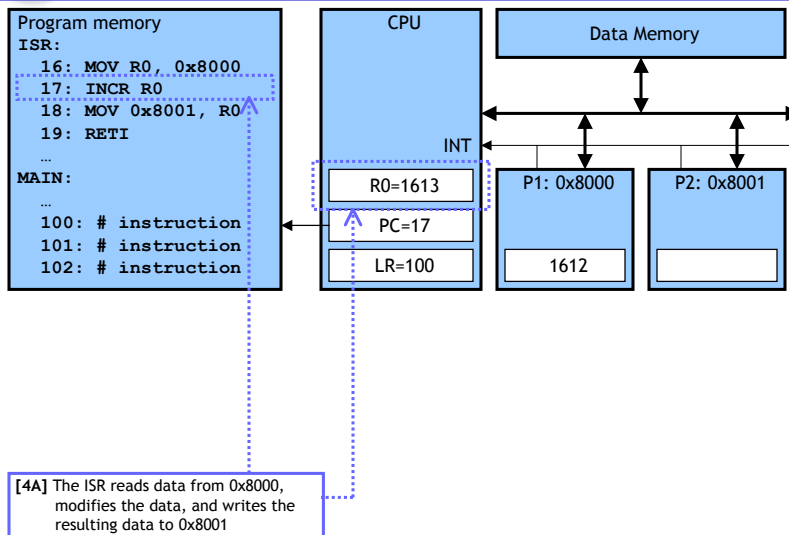 Program memory
ISR:
16: MOV R0, 0x8000
17: INCR R0
18: MOV 0x8001, R0
19: RETI
…
MAIN:
…
100: # instruction
101: # instruction
102: # instruction
CPU
INT
R0=1613
PC=17
LR=100
Data Memory
P1: 0x8000
1612
P2: 0x8001
[4A] The ISR reads data from 0x8000,
modifies the data, and writes the
resulting data to 0x8001